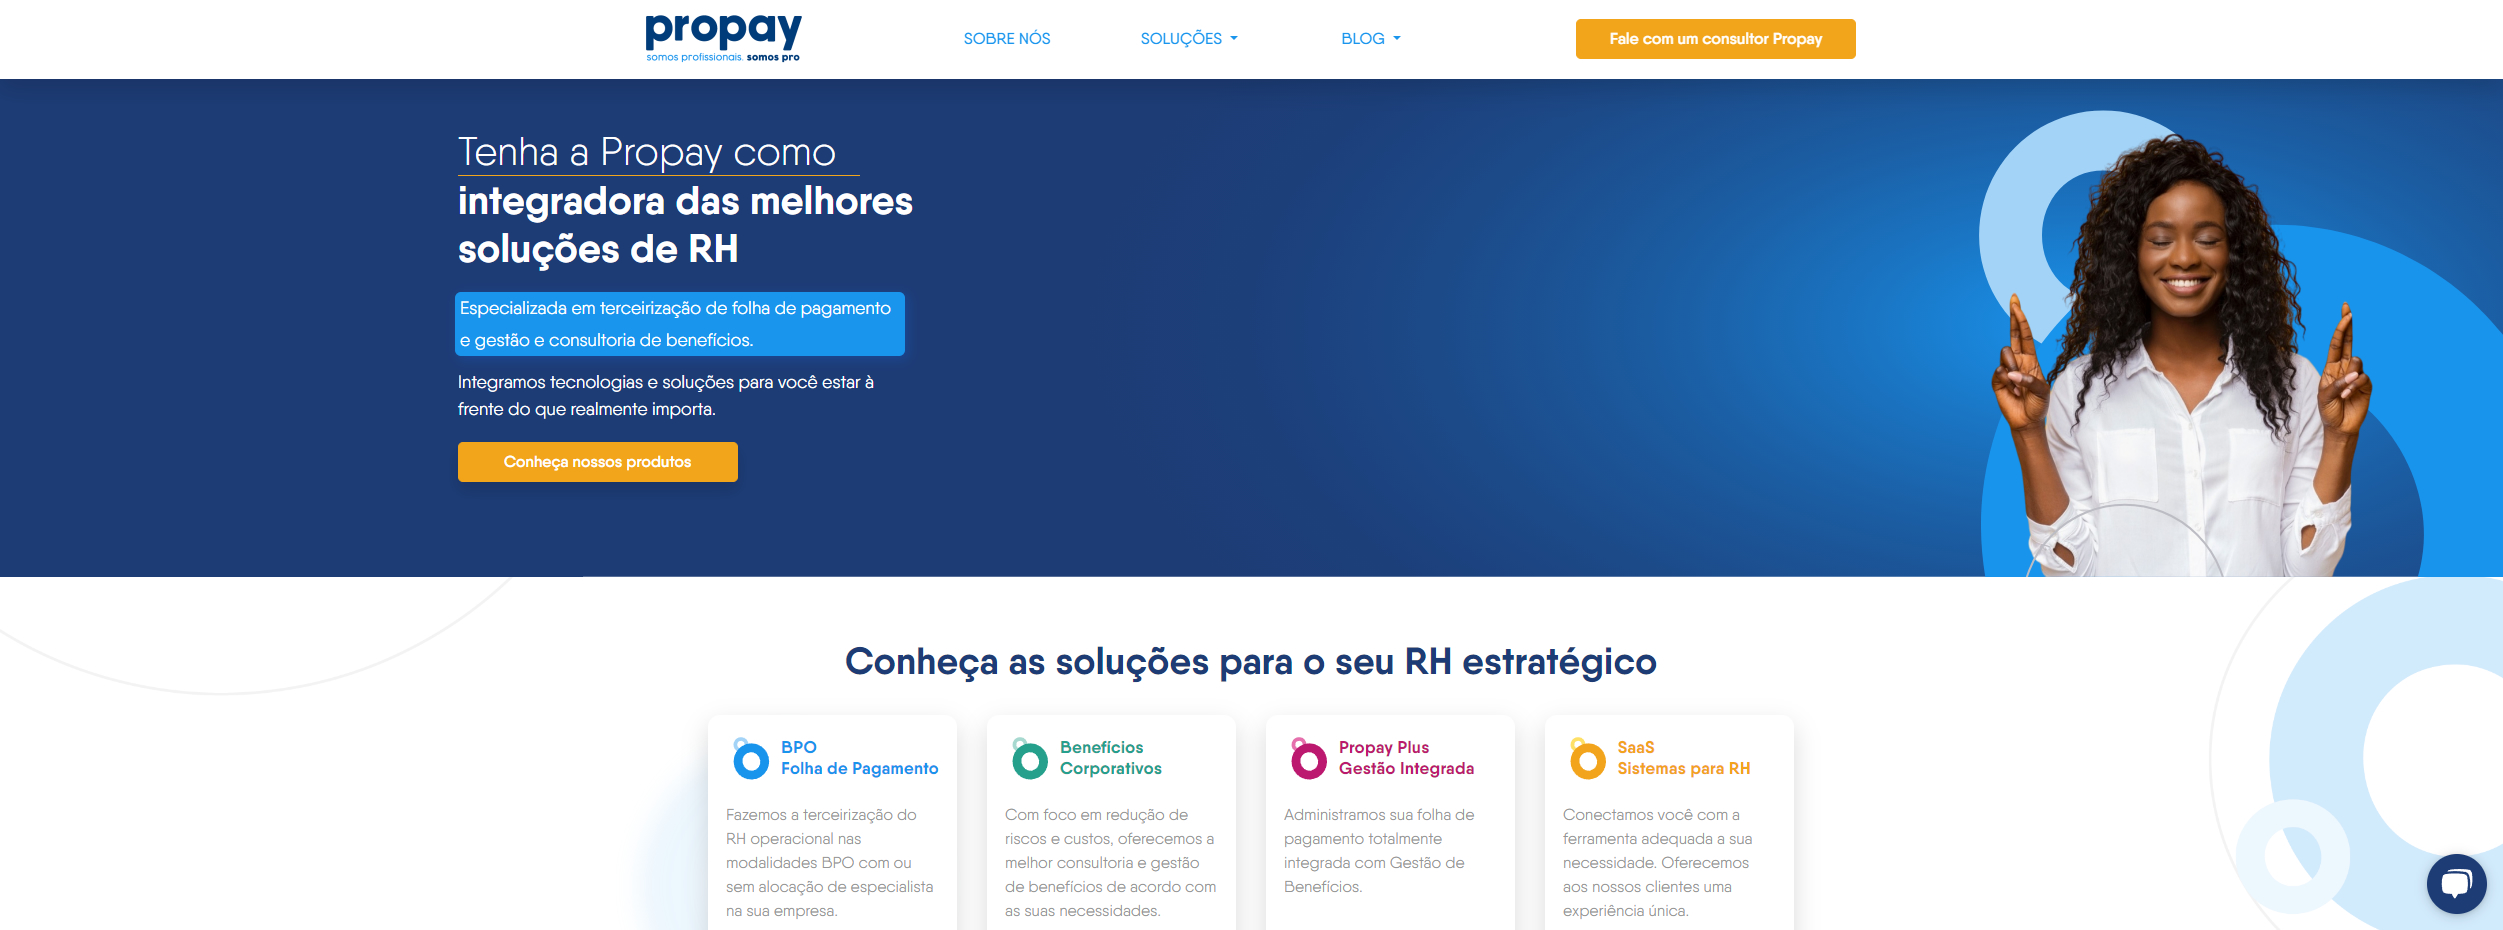 propay
somos profissionais. somos pro
SOBRE NÓS
SOLUÇÕES
BLOG
Fale com um consultor Propay
Tenha a Propay como
integradora das melhores
soluções de RH
Especializada em terceirização de folha de pagamento
e gestão e consultoria de benefícios.
Integramos tecnologias e soluções para você estar à
frente do que realmente importa.
Conheça nossos produtos
Conheça as soluções para o seu RH estratégico
BPO
Folha de Pagamento
Fazemos a terceirização do
RH operacional nas
modalidades BPO com ou
sem alocação de especialista
na sua empresa.
Benefícios
Corporativos
Com foco em redução de
riscos e custos, oferecemos a
melhor consultoria e gestão
de benefícios de acordo com
as suas necessidades.
Propay Plus
Gestão Integrada
Administramos sua folha de
pagamento totalmente
integrada com Gestão de
Benefícios.
SaaS
Sistemas para RH
Conectamos você com a
ferramenta adequada a sua
necessidade. Oferecemos
aos nossos clientes uma
experiência única.